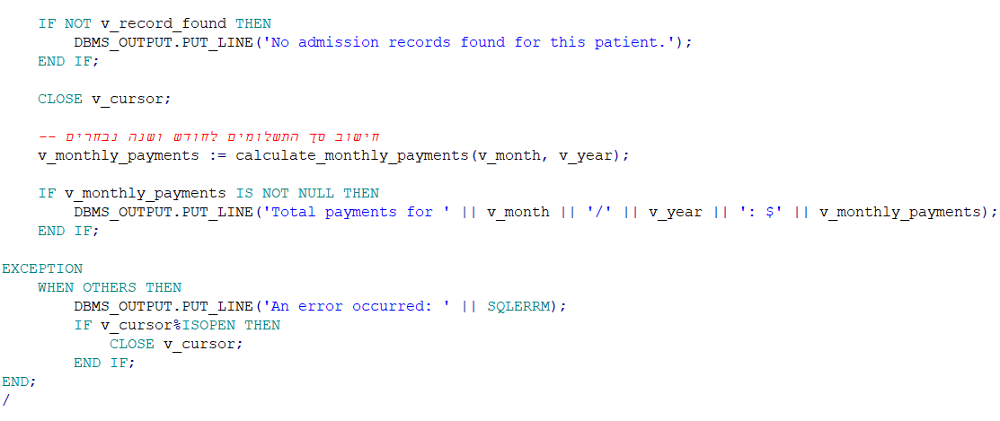 IF NOT v_record_found THEN
        DBMS_OUTPUT.PUT_LINE('No admission records found for this patient.');
    END IF;

    CLOSE v_cursor;

    -- חישוב סך התשלומים לחודש ושנה נבחרים
    v_monthly_payments := calculate_monthly_payments(v_month, v_year);

    IF v_monthly_payments IS NOT NULL THEN
        DBMS_OUTPUT.PUT_LINE('Total payments for ' || v_month || '/' || v_year || ': $' || v_monthly_payments);
    END IF;

EXCEPTION
    WHEN OTHERS THEN
        DBMS_OUTPUT.PUT_LINE('An error occurred: ' || SQLERRM);
        IF v_cursor%ISOPEN THEN
            CLOSE v_cursor;
        END IF;
END;
/